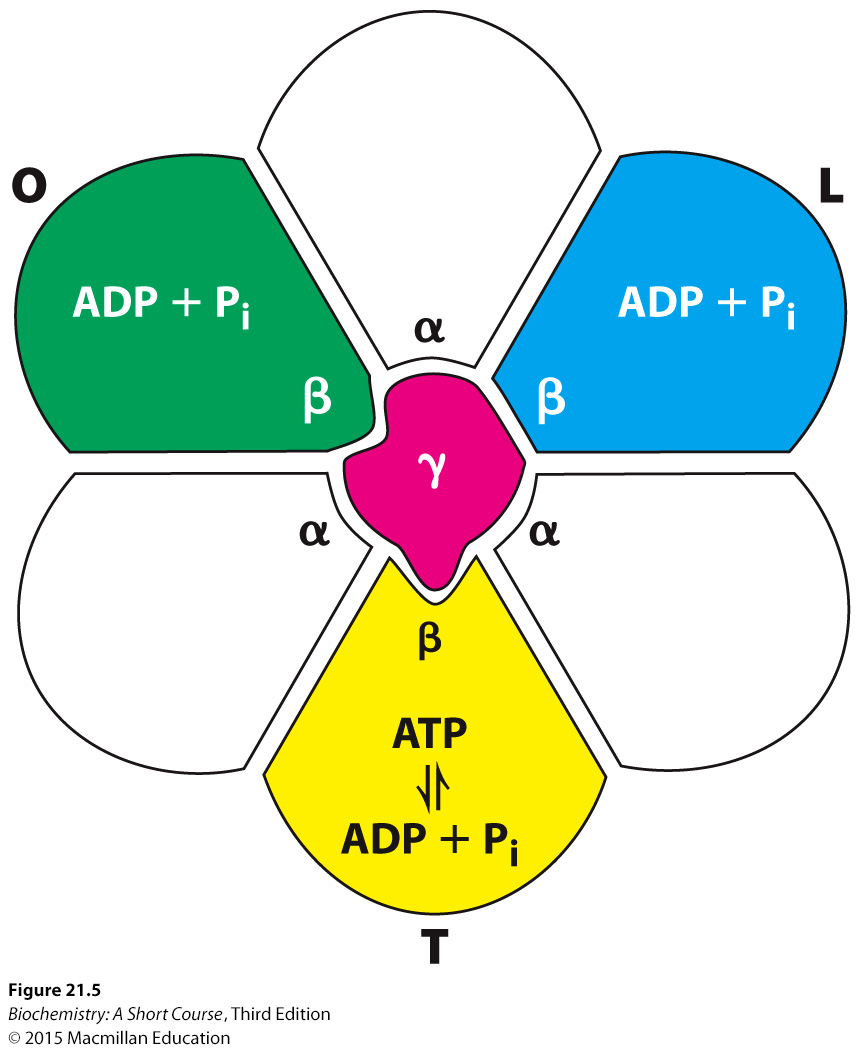 O
L
ADP + Pi
ADP + Pi
α
β
β
γ
α
α
β
ATP
⇌
ADP + Pi
T
Figure 21.5
Biochemistry: A Short Course, Third Edition
© 2015 Macmillan Education